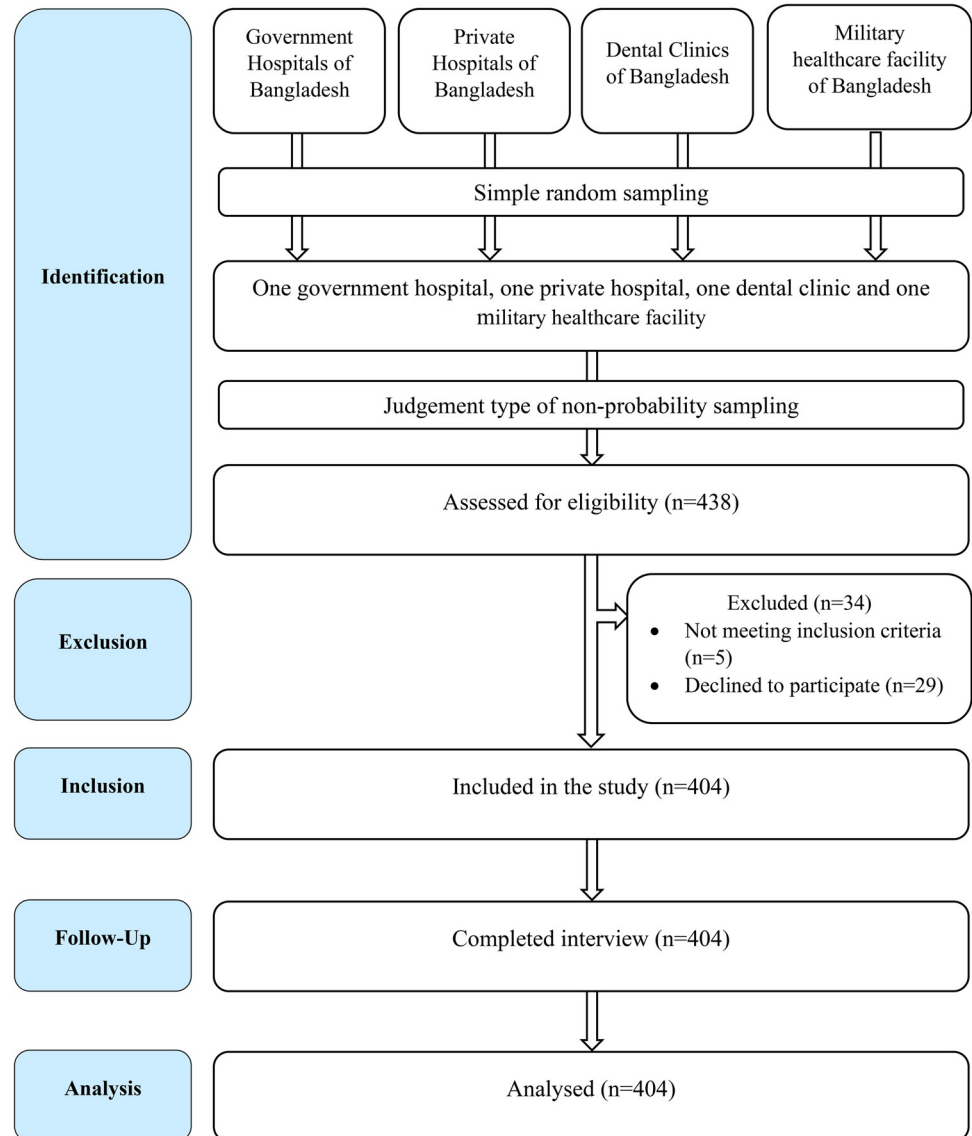 Government
Hospitals of
Bangladesh
Private
Hospitals of
Bangladesh
Dental Clinics
of Bangladesh
Military
healthcare facility
of Bangladesh
Simple random sampling
Identification
One government hospital, one private hospital, one dental clinic and one
military healthcare facility
Judgement type of non-probability sampling
Assessed for eligibility (n=438)
Exclusion
Excluded (n=34)
• Not meeting inclusion criteria
(n=5)
• Declined to participate (n=29)
Inclusion
Included in the study (n=404)
Follow-Up
Completed interview (n=404)
Analysis
Analysed (n=404)